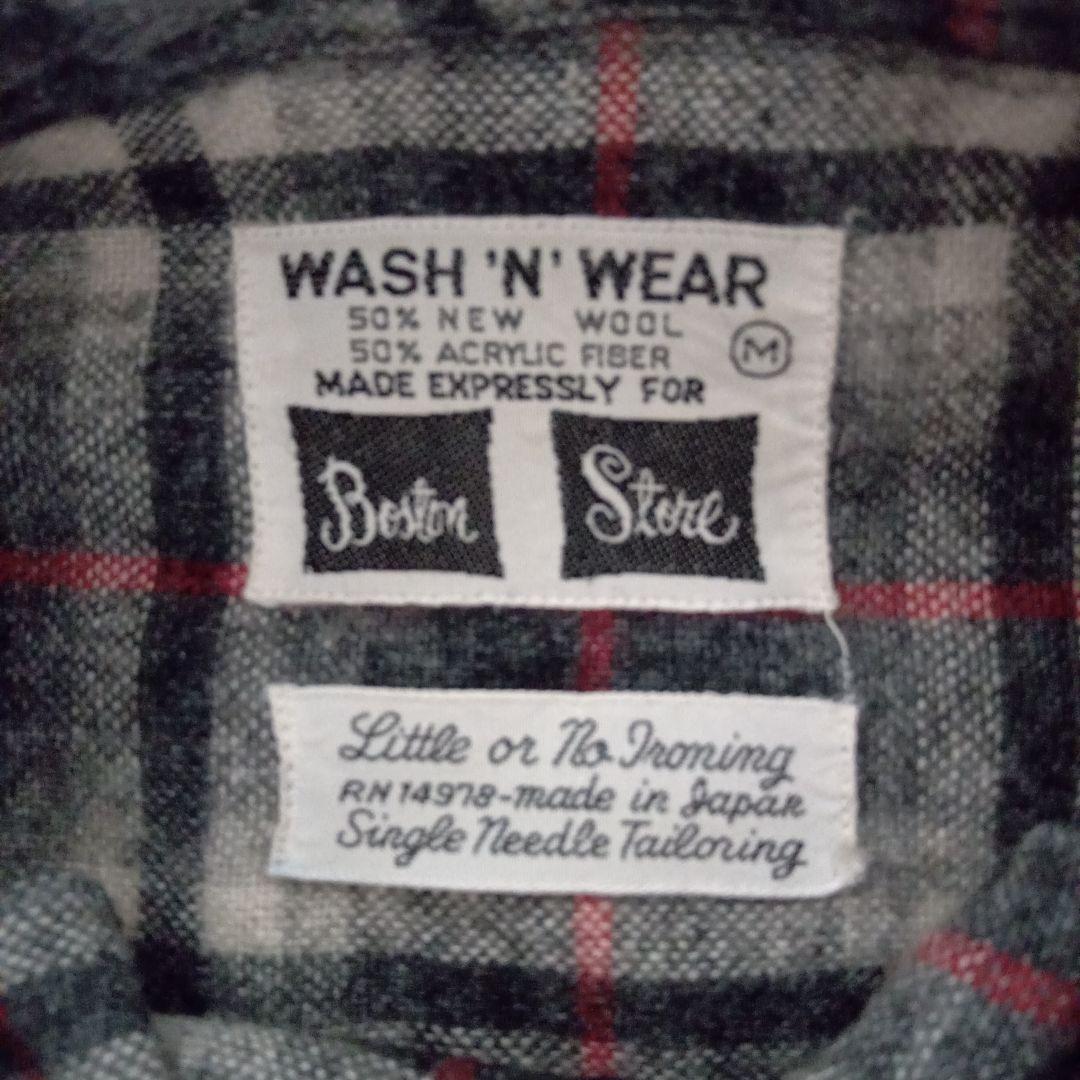 WASH 'N' WEAR
50% NEW WOOL
50% ACRYLIC FIBER
M
MADE EXPRESSLY FOR
Boston Store
Little or No Ironing
RN 14978-made in Japan
Single Needle Tailoring